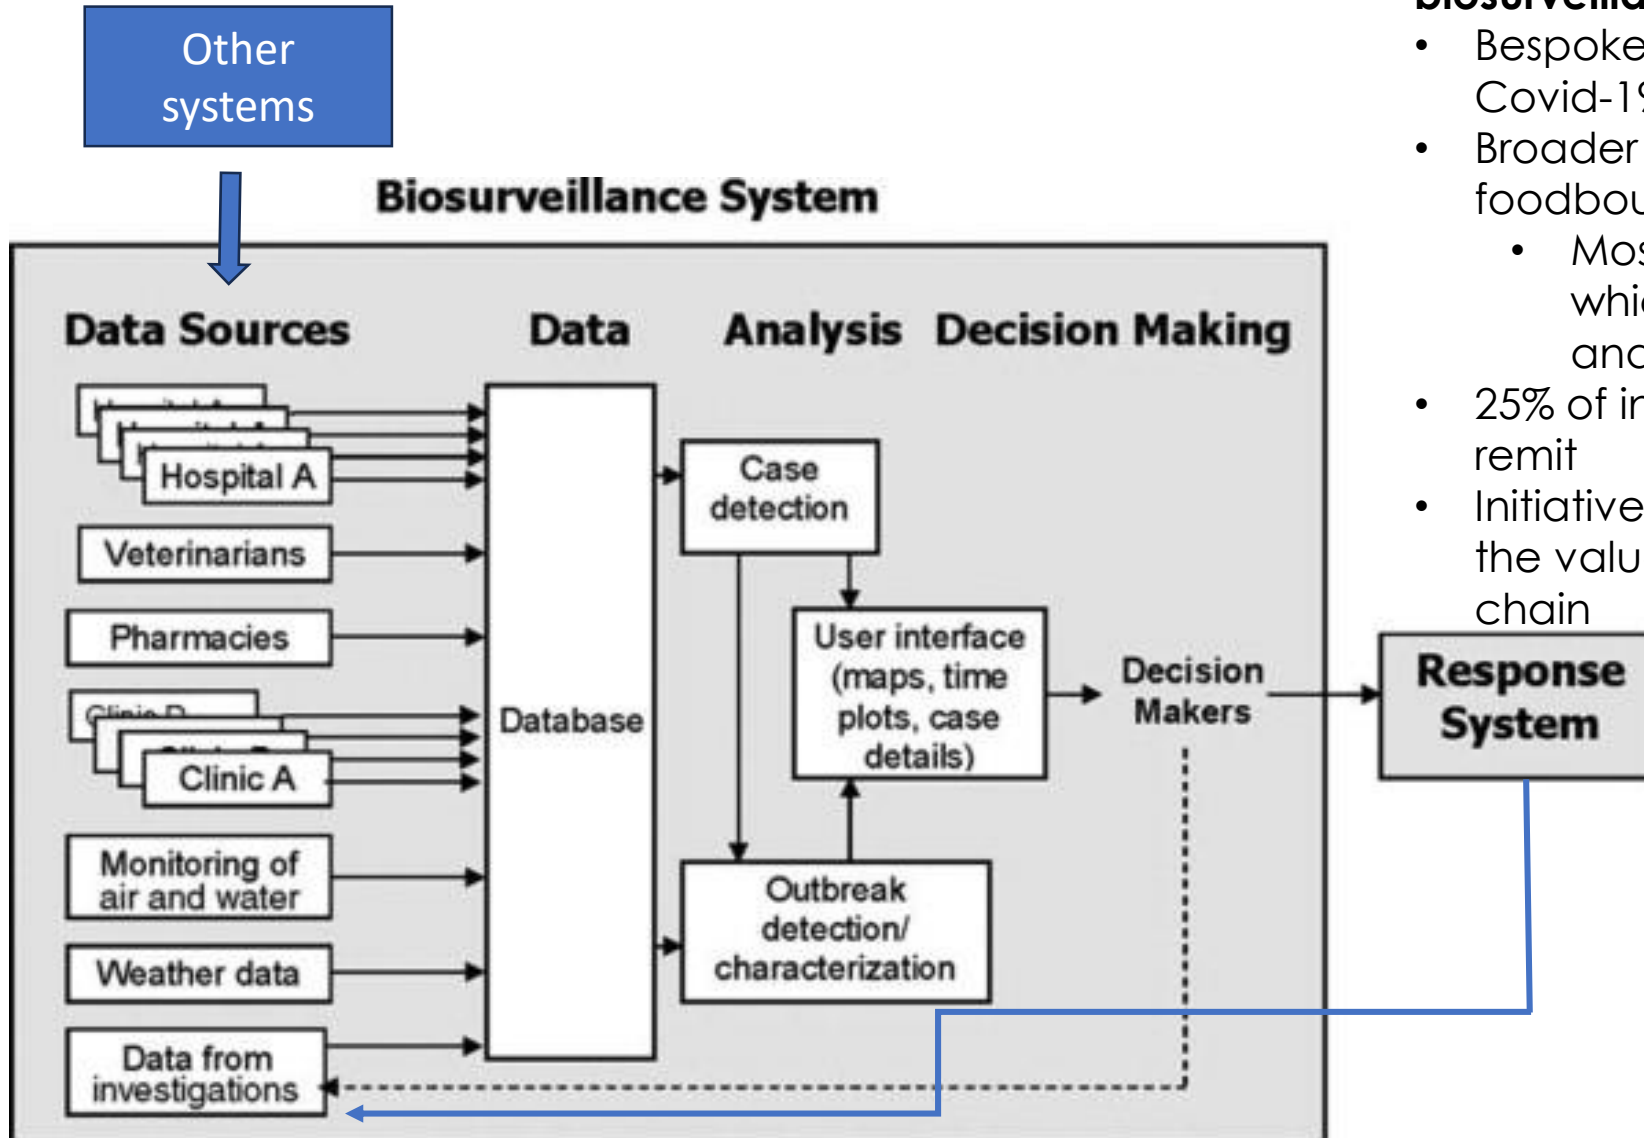 Other
systems
Biosurveillance System
Data Sources
Data
Analysis
Decision Making
Hospital A
Veterinarians
Pharmacies
Clinic A
Monitoring of
air and water
Weather data
Data from
investigations
Database
Case
detection
User interface
(maps, time
plots, case
details)
Outbreak
detection/
characterization
Decision
Makers
Response
System
• Bespoke
Covid-19
• Broader
• 25% of
remit
• Initiative
the
chain